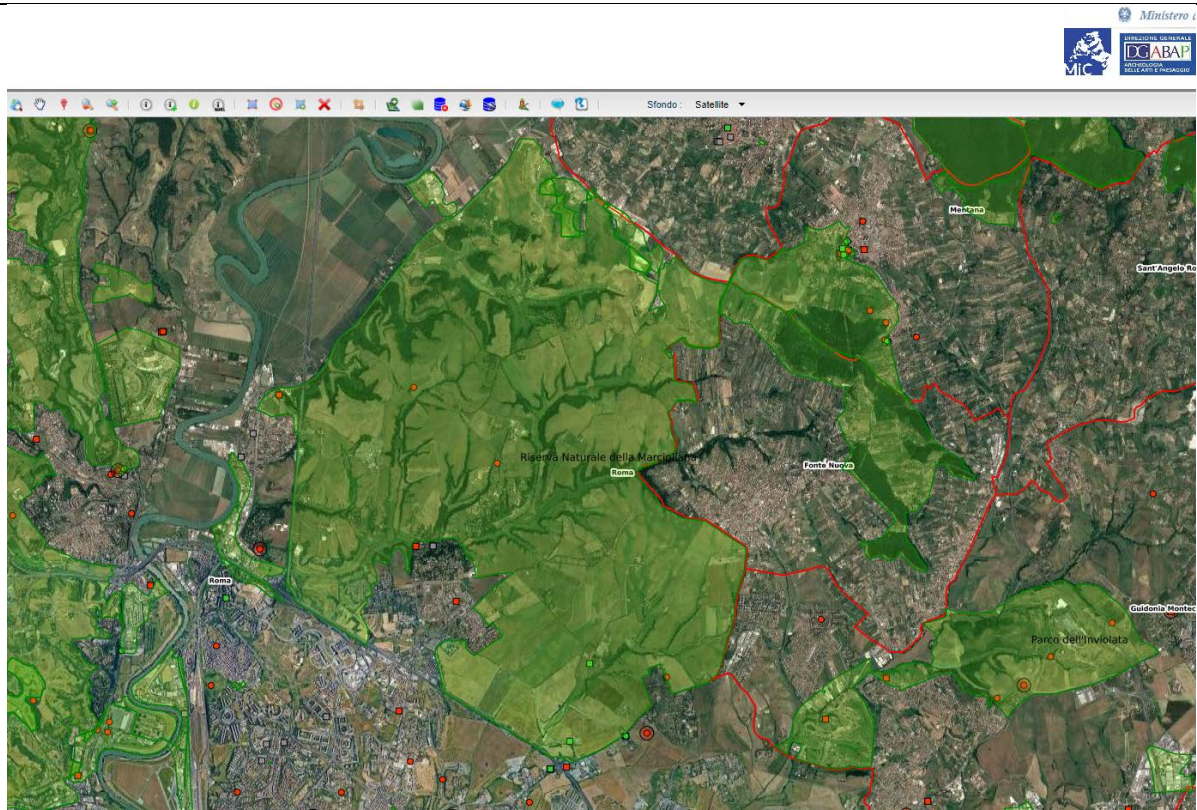 Ministero d
MiC
DIREZIONE GENERALE
DGABAP
ARCHEOLOGIA
BELLE ARTI E PAESAGGIO
Sfondo : Satellite
Mentana
Sant'Angelo Ro
Riserva Naturale della Marcigliana
Roma
Fonte Nuova
Roma
Guidonia Montec
Parco dell'Inviolata